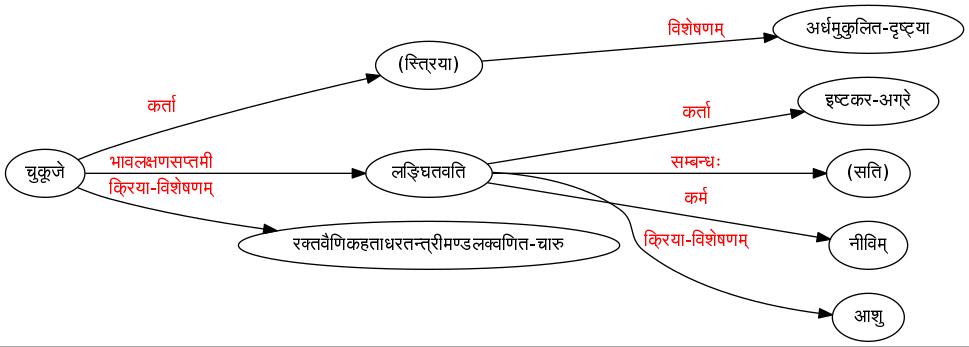 विशेषणम्
अर्धमुकुलित-दृष्ट्या
(स्त्रिया)
कर्ता
इष्टकर-अग्रे
कर्ता
भावलक्षणसप्तमी
सम्बन्धः
चुकूजे
लङ्घितवति
(सति)
क्रिया-विशेषणम्
कर्म
रक्तवैणिकहताधरतन्त्रीमण्डलक्वणित-चारु
क्रिया-विशेषणम्
नीविम्
आशु